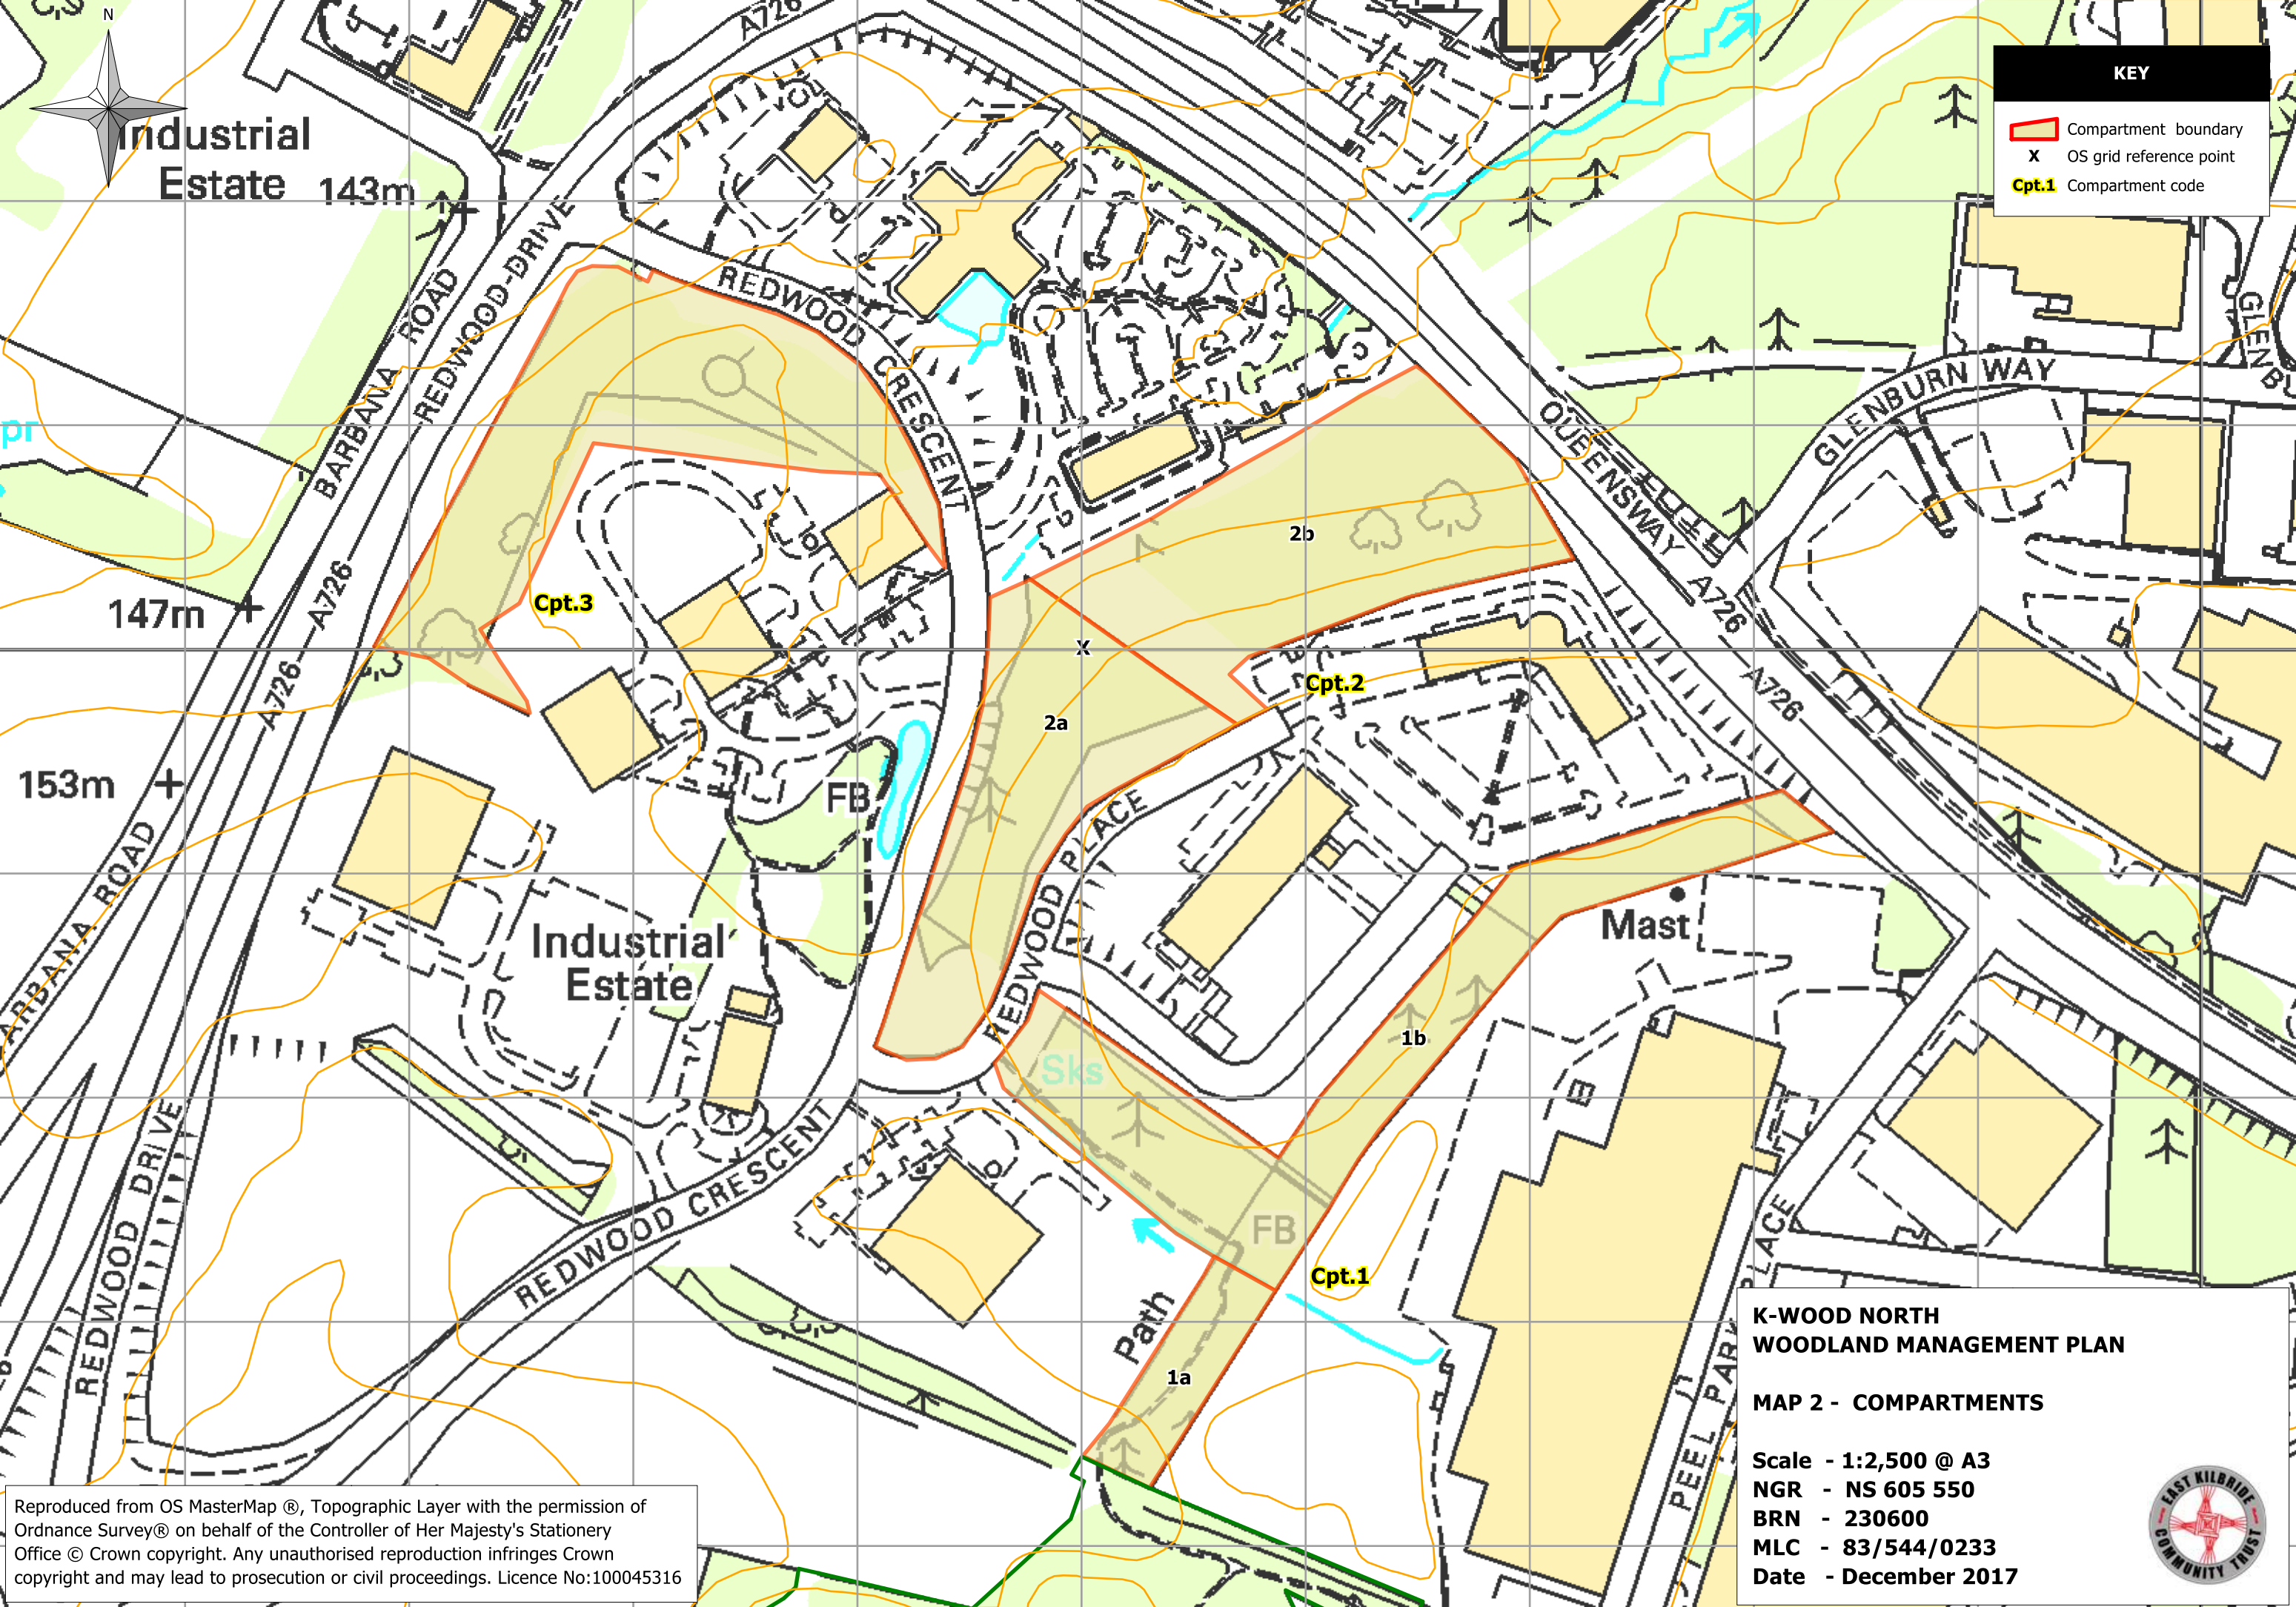 N
A726
KEY
Compartment boundary
X OS grid reference point
Cpt.1 Compartment code
Industrial
Estate
143m
BARBANA ROAD
REDWOOD-DRIVE
REDWOOD CRESCENT
GLENBURN WAY
pr
QUEENSWAY
2b
147m
A726
Cpt.3
A726
X
A726
Cpt.2
2a
A726
153m
FB
REDWOOD PLACE
Industrial
Estate
Mast
1b
Sks
REDWOOD DRIVE
REDWOOD CRESCENT
FB
Cpt.1
Path
1a
PEEL PARK PLACE
K-WOOD NORTH
WOODLAND MANAGEMENT PLAN
MAP 2 - COMPARTMENTS
Scale - 1:2,500 @ A3
NGR - NS 605 550
BRN - 230600
MLC - 83/544/0233
Date - December 2017
EAST KILBRIDE
COMMUNITY TRUST
Reproduced from OS MasterMap ®, Topographic Layer with the permission of
Ordnance Survey® on behalf of the Controller of Her Majesty's Stationery
Office © Crown copyright. Any unauthorised reproduction infringes Crown
copyright and may lead to prosecution or civil proceedings. Licence No:100045316